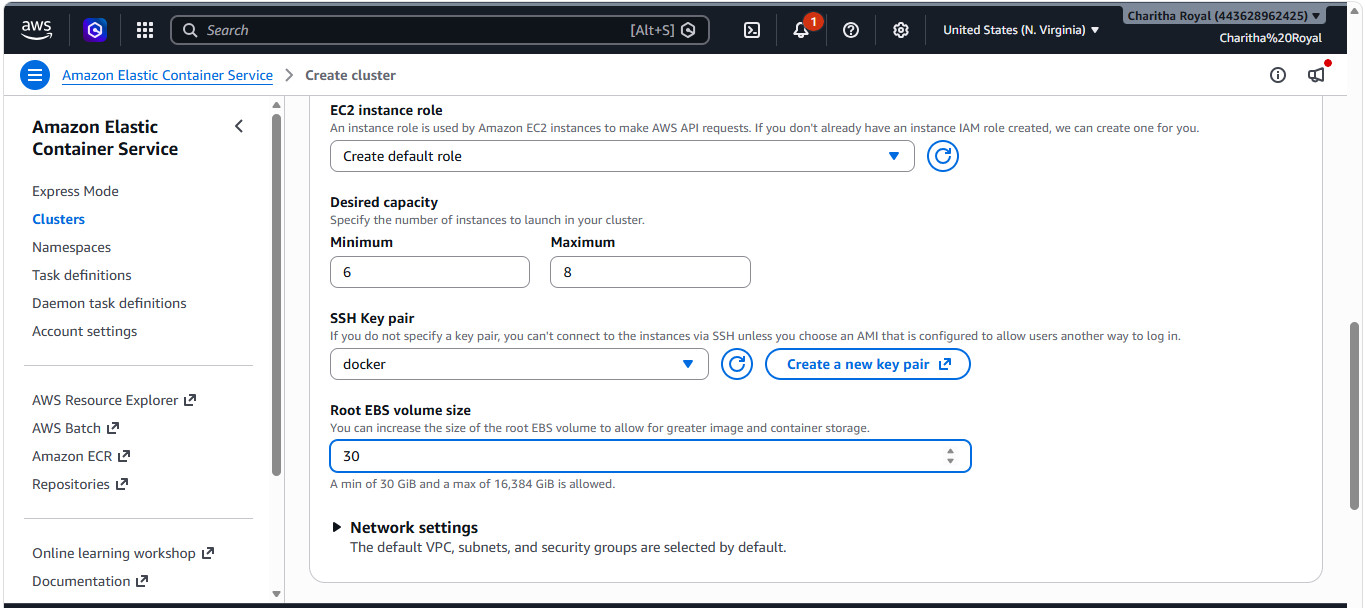 aws
Search
[Alt+S]
1
United States (N. Virginia)
Charitha Royal (443628962425)
Charitha%20Royal
Amazon Elastic Container Service
Create cluster
Amazon Elastic
Container Service
Express Mode
Clusters
Namespaces
Task definitions
Daemon task definitions
Account settings
AWS Resource Explorer
AWS Batch
Amazon ECR
Repositories
Online learning workshop
Documentation
EC2 instance role
An instance role is used by Amazon EC2 instances to make AWS API requests. If you don't already have an instance IAM role created, we can create one for you.
Create default role
Desired capacity
Specify the number of instances to launch in your cluster.
Minimum
Maximum
6
8
SSH Key pair
If you do not specify a key pair, you can't connect to the instances via SSH unless you choose an AMI that is configured to allow users another way to log in.
docker
Create a new key pair
Root EBS volume size
You can increase the size of the root EBS volume to allow for greater image and container storage.
30
A min of 30 GiB and a max of 16,384 GiB is allowed.
Network settings
The default VPC, subnets, and security groups are selected by default.